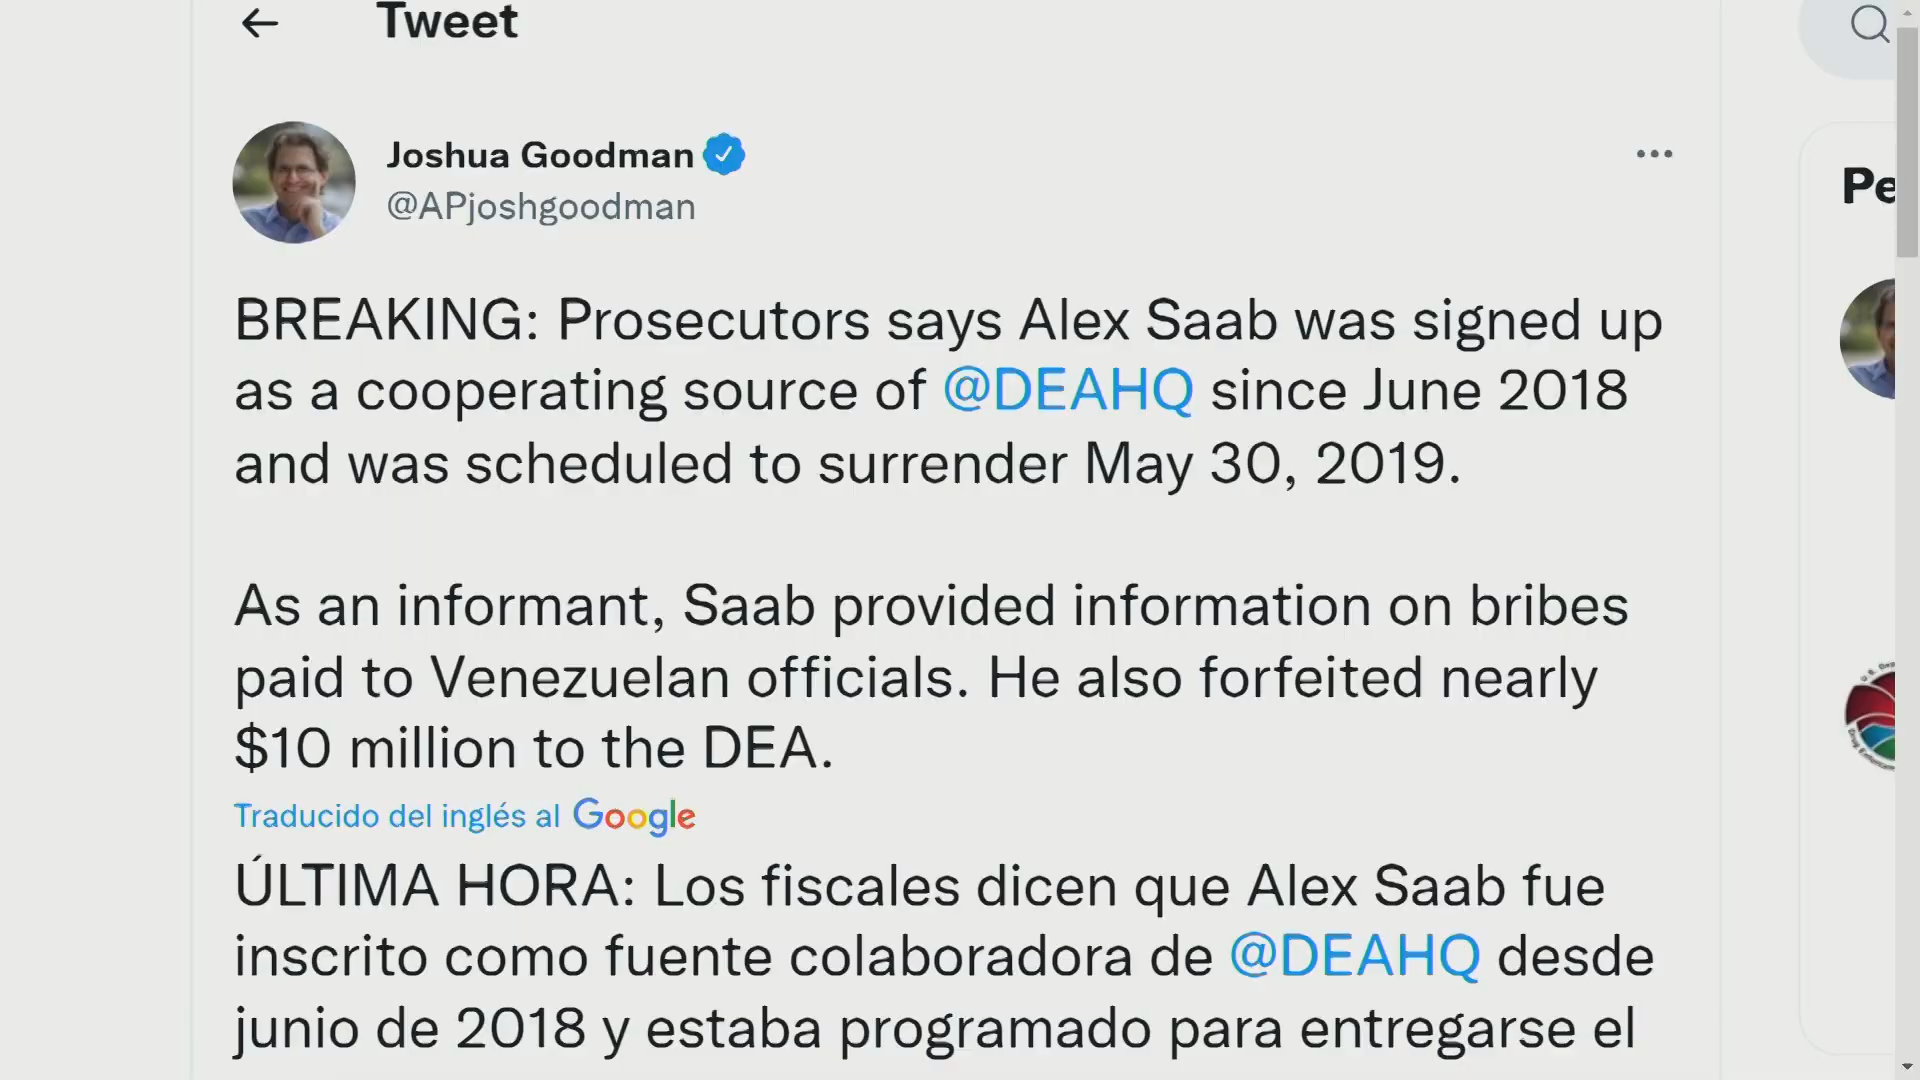 Tweet
Joshua Goodman
@APjoshgoodman
BREAKING: Prosecutors says Alex Saab was signed up
as a cooperating source of @DEAHQ since June 2018
and was scheduled to surrender May 30, 2019.
As an informant, Saab provided information on bribes
paid to Venezuelan officials. He also forfeited nearly
$10 million to the DEA.
Traducido del inglés al Google
ÚLTIMA HORA: Los fiscales dicen que Alex Saab fue
inscrito como fuente colaboradora de @DEAHQ desde
junio de 2018 y estaba programado para entregarse el
Pe